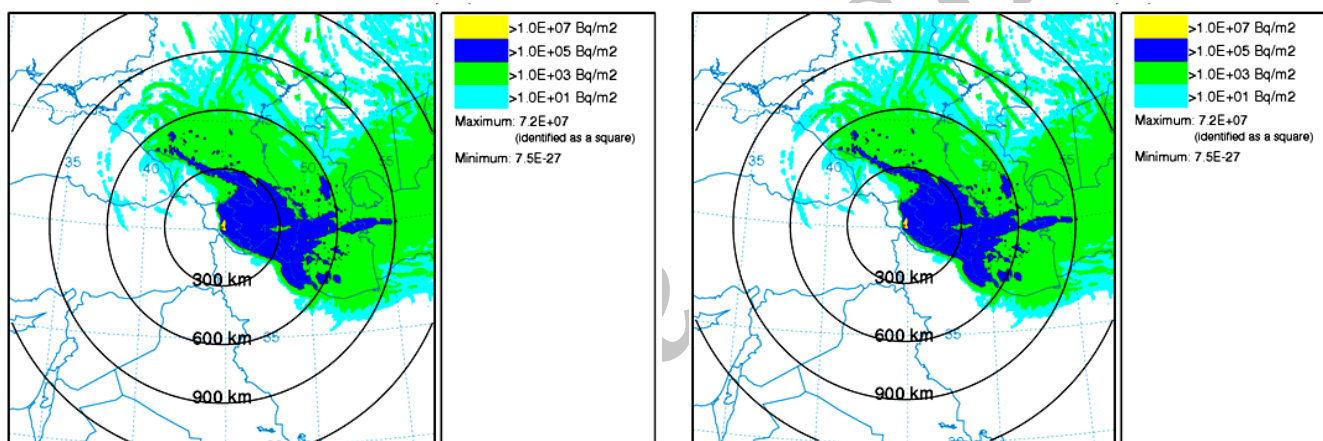 >1.0E+07 Bq/m2
>1.0E+05 Bq/m2
>1.0E+03 Bq/m2
>1.0E+01 Bq/m2
Maximum: 7.2E+07
(identified as a square)
Minimum: 7.5E-27
35
40
50
55
300 km
600 km
35
900 km
>1.0E+07 Bq/m2
>1.0E+05 Bq/m2
>1.0E+03 Bq/m2
>1.0E+01 Bq/m2
Maximum: 7.2E+07
(identified as a square)
Minimum: 7.5E-27
35
40
50
55
300 km
600 km
35
900 km